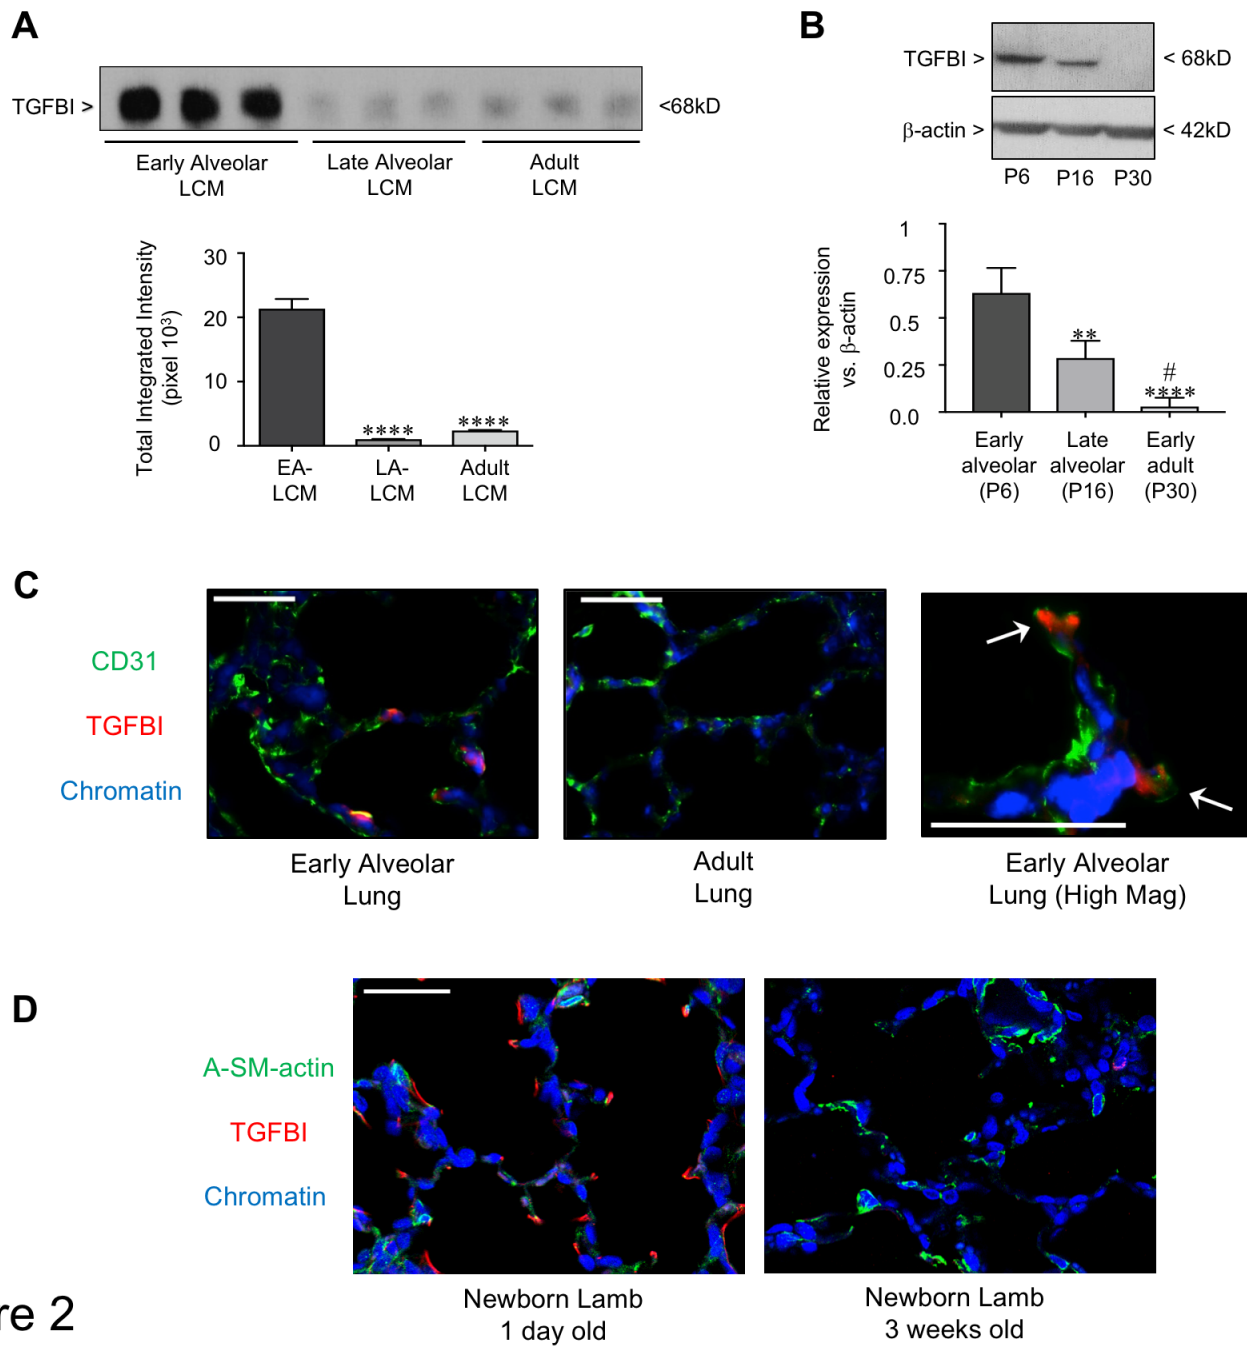 A
TGFBI >
<68kD
Early Alveolar
LCM
Late Alveolar
LCM
Adult
LCM
Total Integrated Intensity
(pixel 10³)
30
20
10
0
****
****
EA-
LCM
LA-
LCM
Adult
LCM
B
TGFBI >
< 68kD
β-actin >
< 42kD
P6 P16 P30
Relative expression
vs. β-actin
1
0.75
0.5
0.25
0.0
**
#
****
Early
alveolar
(P6)
Late
alveolar
(P16)
Early
adult
(P30)
C
CD31
TGFBI
Chromatin
Early Alveolar
Lung
Adult
Lung
Early Alveolar
Lung (High Mag)
D
A-SM-actin
TGFBI
Chromatin
Newborn Lamb
1 day old
Newborn Lamb
3 weeks old
re 2